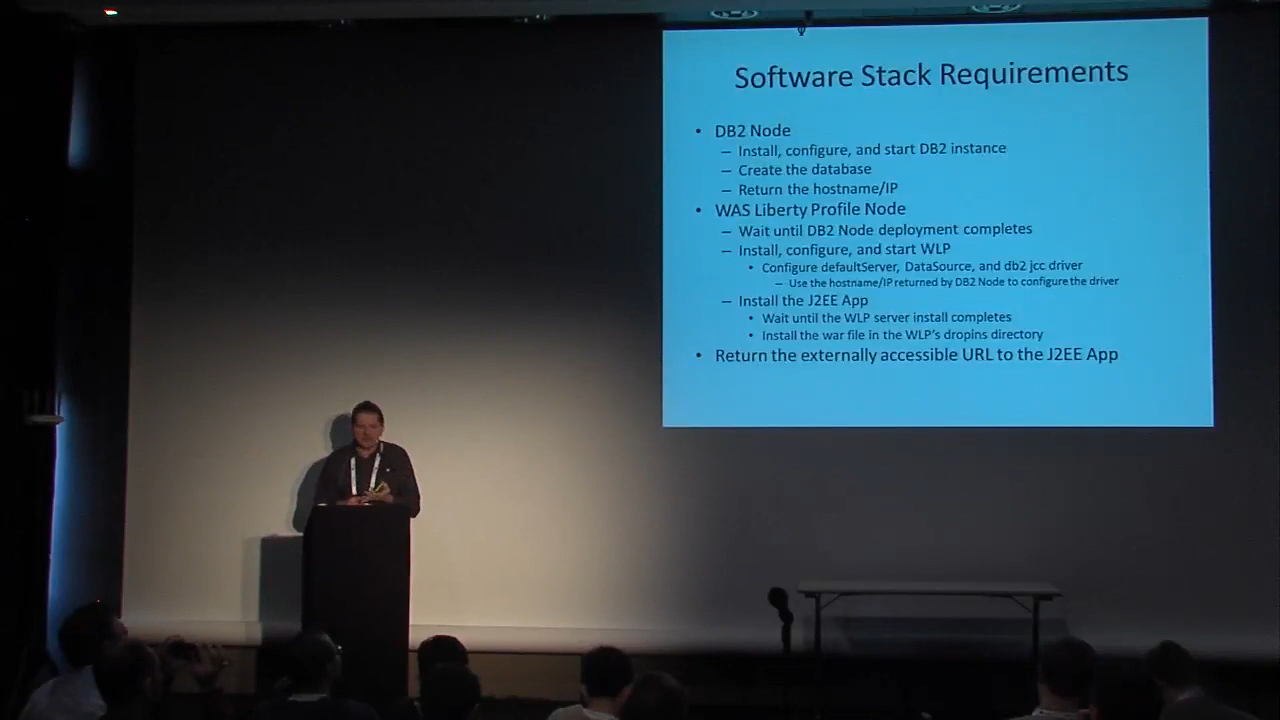 Software Stack Requirements
• DB2 Node
– Install, configure, and start DB2 instance
– Create the database
– Return the hostname/IP
• WAS Liberty Profile Node
– Wait until DB2 Node deployment completes
– Install, configure, and start WLP
• Configure defaultServer, DataSource, and db2 jcc driver
– Use the hostname/IP returned by DB2 Node to configure the driver
– Install the J2EE App
• Wait until the WLP server install completes
• Install the war file in the WLP's dropins directory
• Return the externally accessible URL to the J2EE App